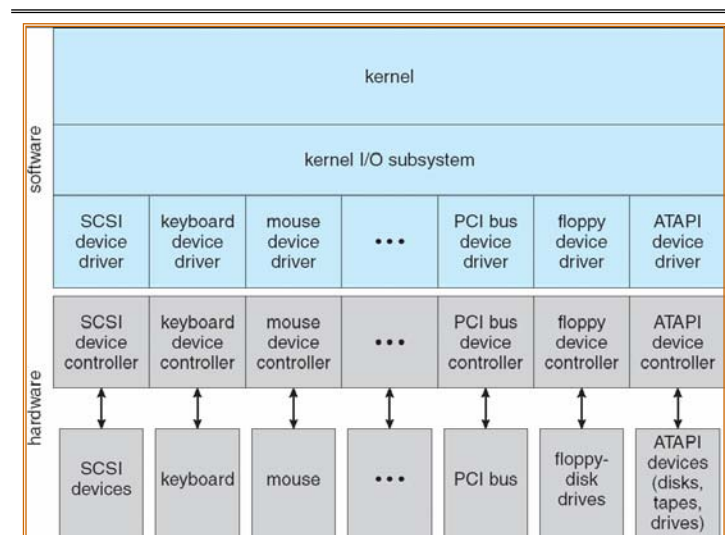 software
kernel
kernel I/O subsystem
SCSI
device
driver
keyboard
device
driver
mouse
device
driver
•••
PCI bus
device
driver
floppy
device
driver
ATAPI
device
driver
hardware
SCSI
device
controller
keyboard
device
controller
mouse
device
controller
•••
PCI bus
device
controller
floppy
device
controller
ATAPI
device
controller
SCSI
devices
keyboard
mouse
•••
PCI bus
floppy-
disk
drives
ATAPI
devices
(disks,
tapes,
drives)